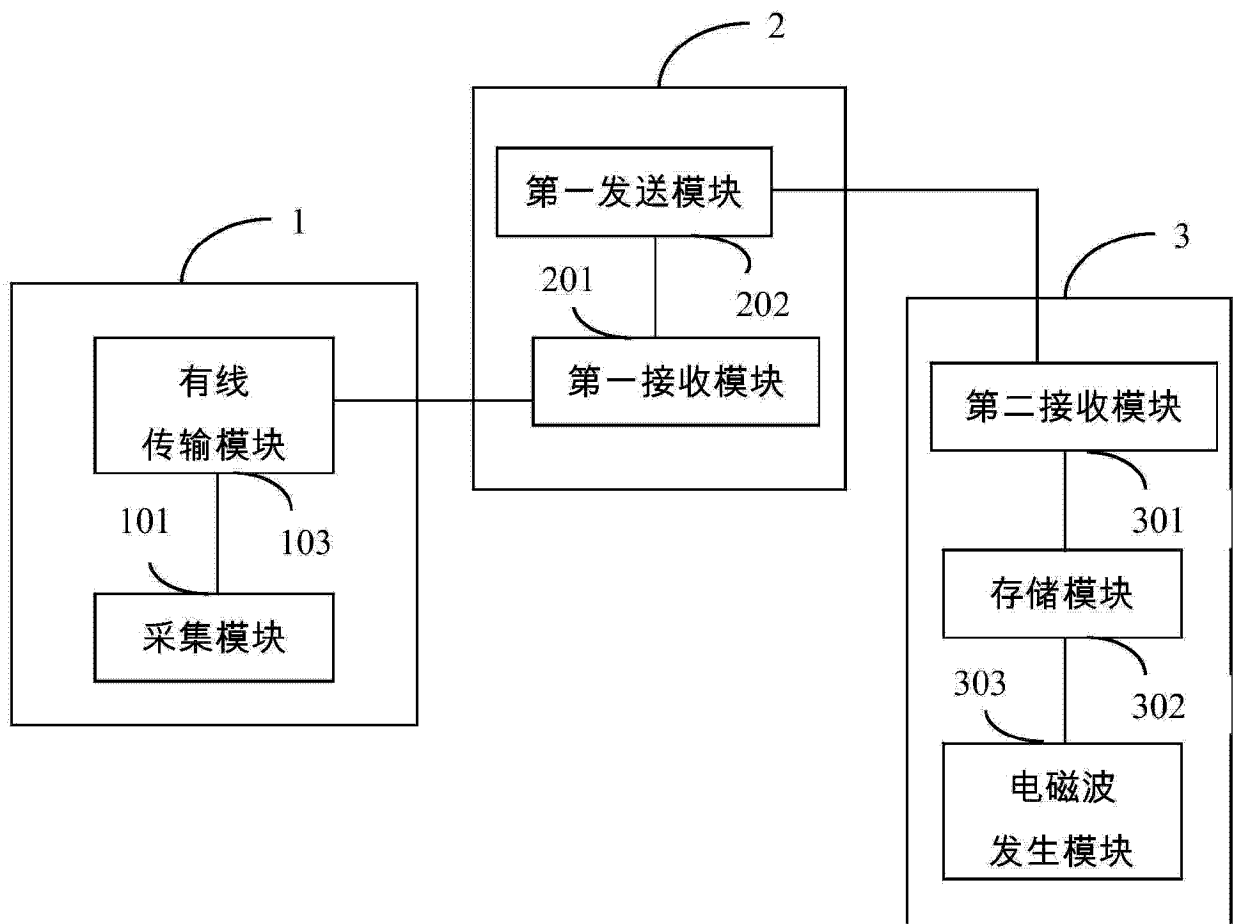 2
第一发送模块
202
201
第一接收模块
1
有线
传输模块
103
101
采集模块
3
第二接收模块
301
存储模块
302
303
电磁波
发生模块